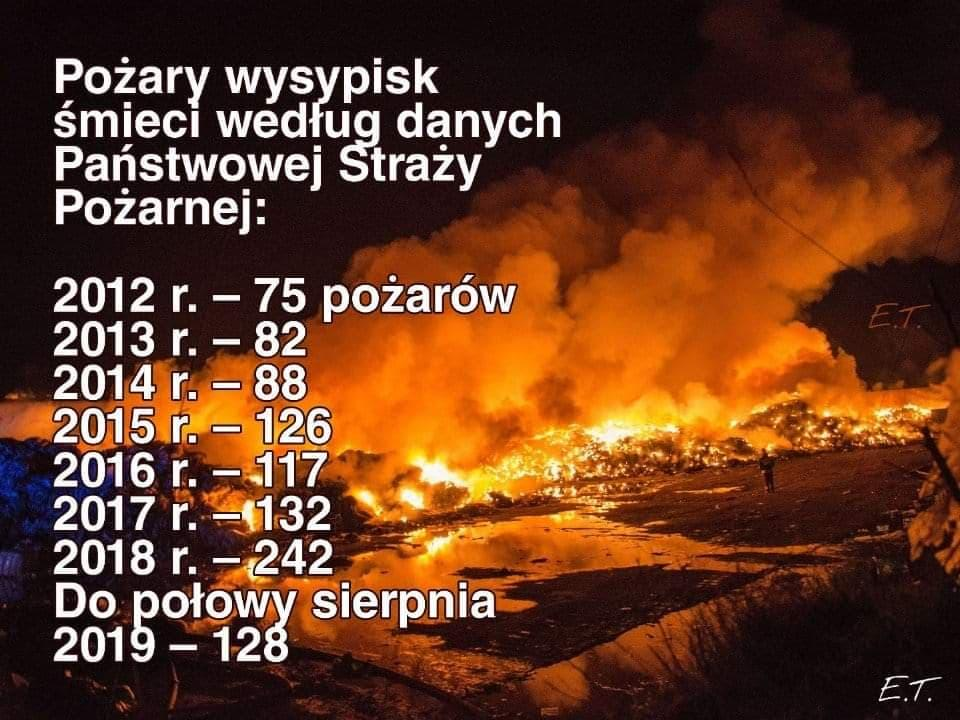 Pożary wysypisk
śmieci według danych
Państwowej Straży
Pożarnej:
2012 r. – 75 pożarów
2013 r. – 82
2014 r. – 88
2015 r. – 126
2016 r. – 117
2017 r. – 132
2018 r. – 242
Do połowy sierpnia
2019 – 128
E.T.
E.T.